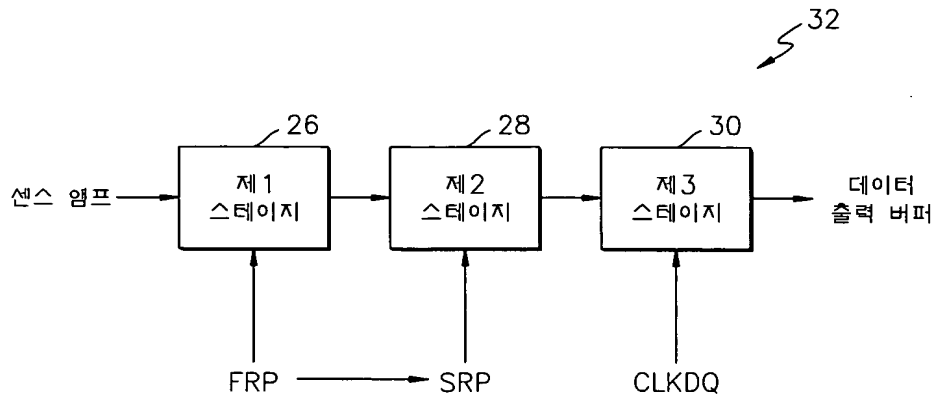 32
26
28
30
센스 앰프
제1
스테이지
제2
스테이지
제3
스테이지
데이터
출력 버퍼
FRP
SRP
CLKDQ